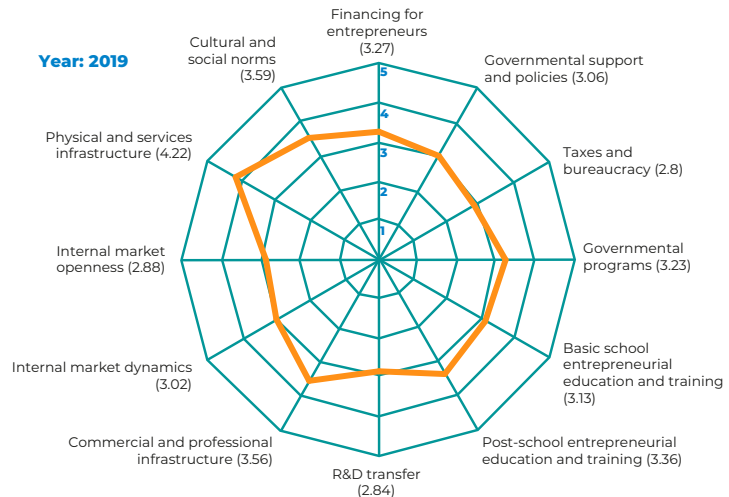 Year: 2019
Financing for
entrepreneurs
(3.27)
Governmental support
and policies (3.06)
Taxes and
bureaucracy (2.8)
Governmental
programs (3.23)
Basic school
entrepreneurial
education and training
(3.13)
Post-school entrepreneurial
education and training (3.36)
R&D transfer
(2.84)
Commercial and professional
infrastructure (3.56)
Internal market dynamics
(3.02)
Internal market
openness (2.88)
Physical and services
infrastructure (4.22)
Cultural and
social norms
(3.59)
5
4
3
2
1